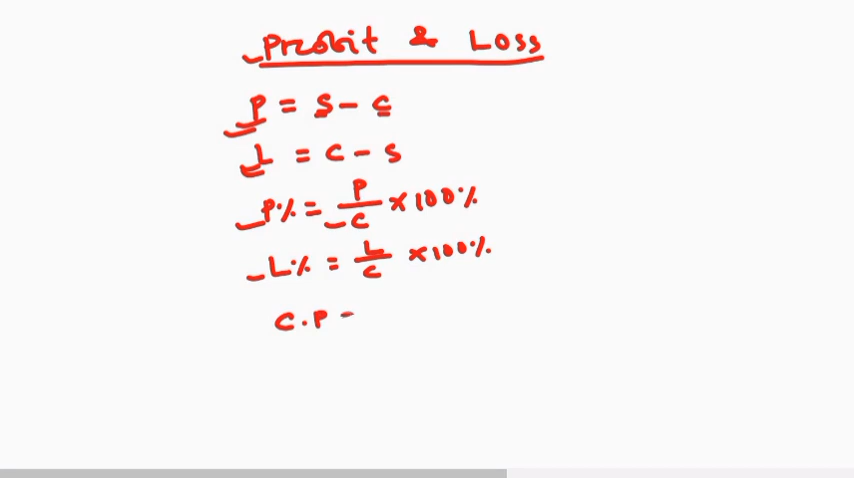 Profit & Loss
P = S - C
L = C - S
P% = P/C × 100%
L% = L/C × 100%
C.P -